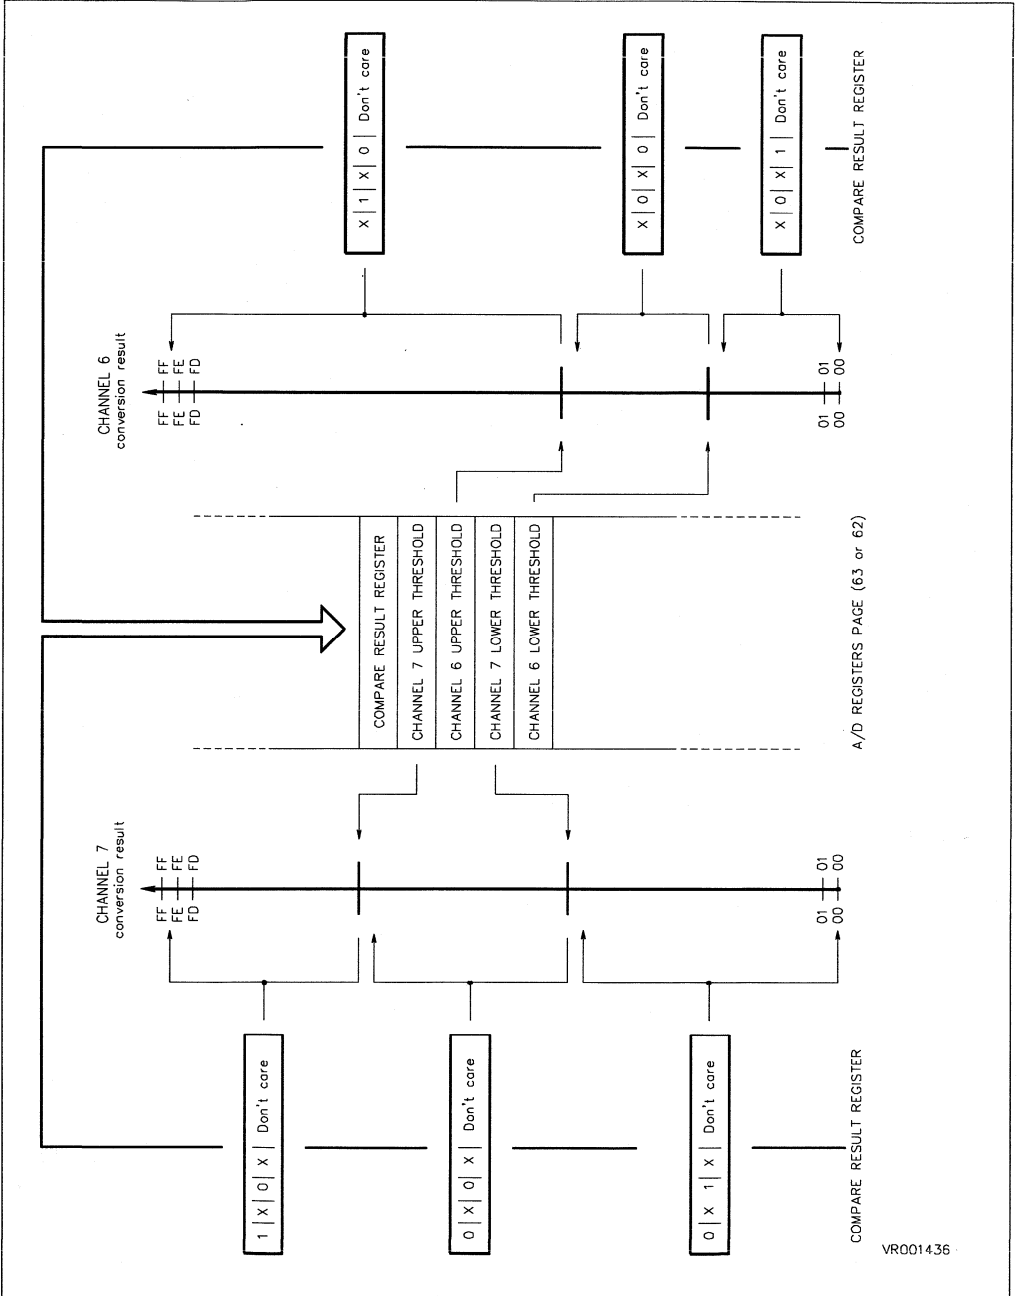 COMPARE RESULT REGISTER
X | 1 | X | 0 | Don't care
X | 0 | X | 0 | Don't care
X | 0 | X | 1 | Don't care
CHANNEL 6
conversion result
FF FF
FE FE
FD FD
01 01
00 00
COMPARE RESULT REGISTER
CHANNEL 7 UPPER THRESHOLD
CHANNEL 6 UPPER THRESHOLD
CHANNEL 7 LOWER THRESHOLD
CHANNEL 6 LOWER THRESHOLD
A/D REGISTERS PAGE (63 or 62)
CHANNEL 7
conversion result
FF FF
FE FE
FD FD
01 01
00 00
1 | X | 0 | X | Don't care
0 | X | 0 | X | Don't care
0 | X 1 | X | Don't care
COMPARE RESULT REGISTER
VR001436